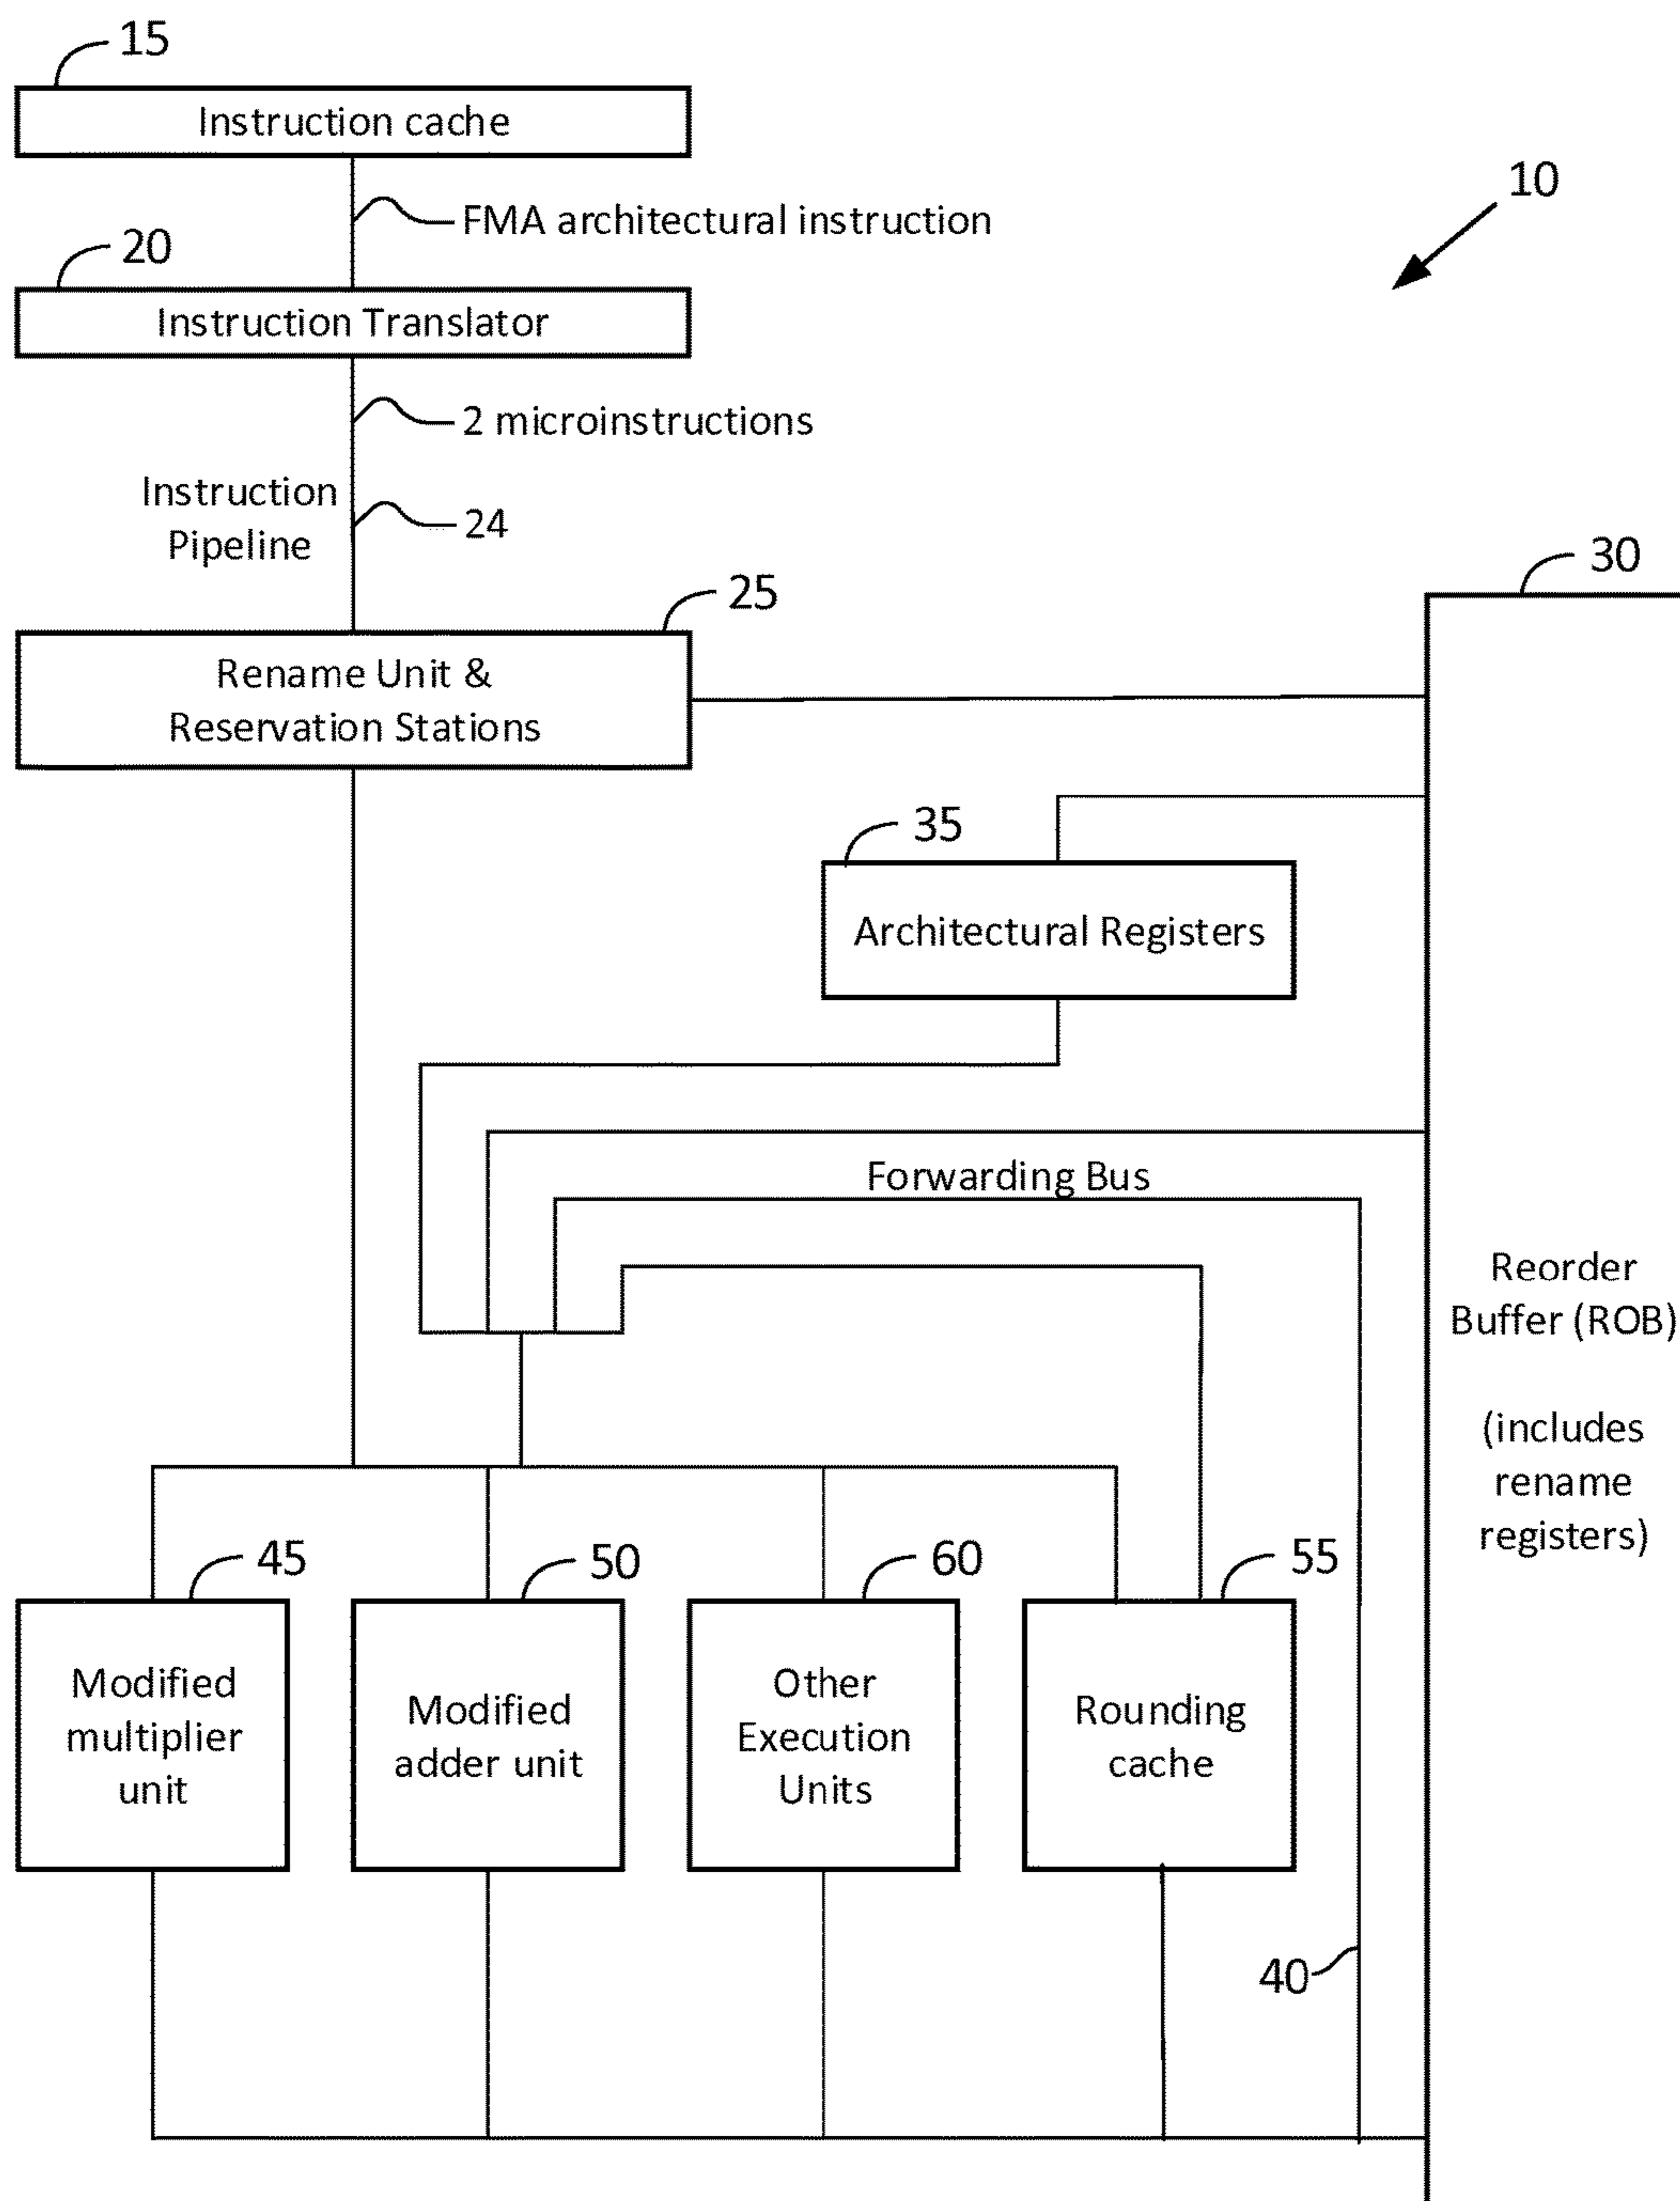 15
Instruction cache
10
FMA architectural instruction
20
Instruction Translator
2 microinstructions
Instruction
Pipeline
24
30
25
Rename Unit &
Reservation Stations
35
Architectural Registers
Forwarding Bus
Reorder
Buffer (ROB)
(includes
rename
registers)
45
50
60
55
Modified
multiplier
unit
Modified
adder unit
Other
Execution
Units
Rounding
cache
40